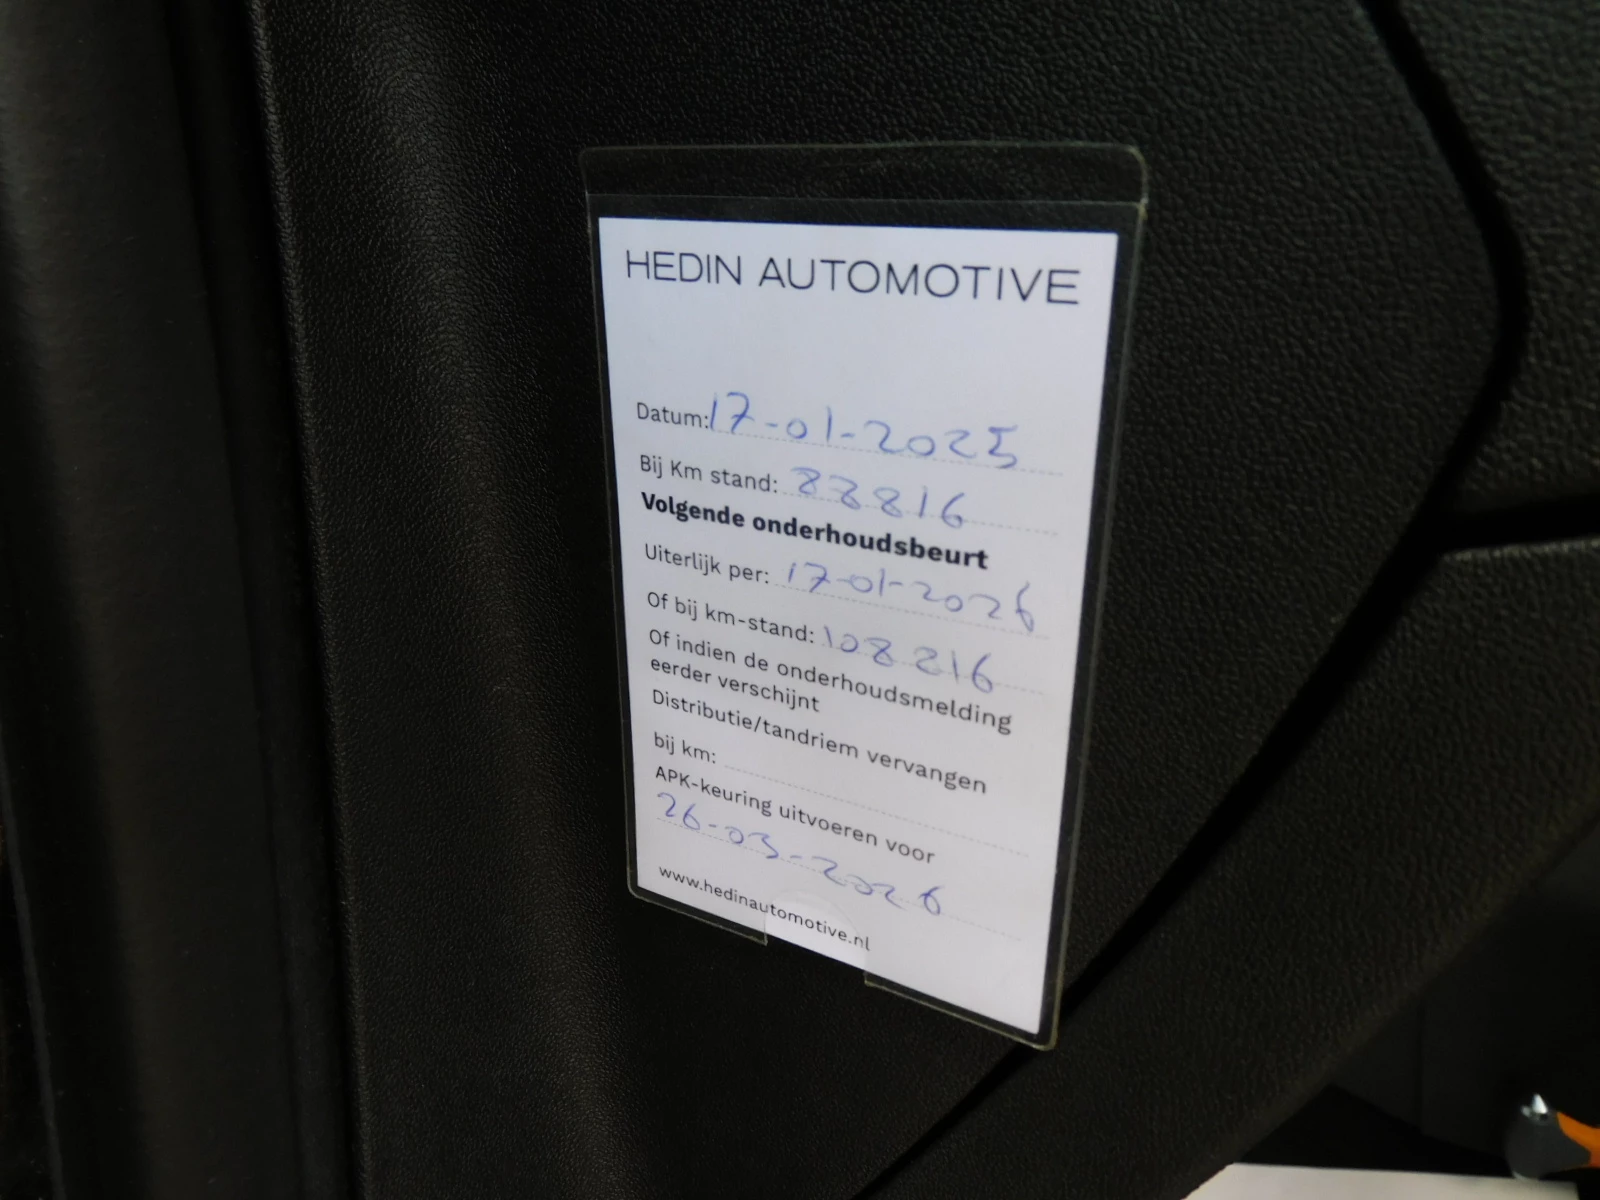 HEDIN AUTOMOTIVE
Datum: 17-01-2025
Bij Km stand: 88816
Volgende onderhoudsbeurt
Uiterlijk per: 17-01-2026
Of bij km-stand: 108816
Of indien de onderhoudsmelding
eerder verschijnt
Distributie/tandriem vervangen
bij km:
APK-keuring uitvoeren voor
26-03-2026
www.hedinautomotive.nl